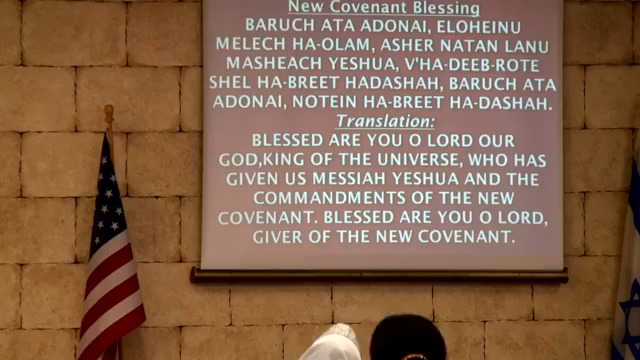 New Covenant Blessing
BARUCH ATA ADONAI, ELOHEINU
MELECH HA-OLAM, ASHER NATAN LANU
MASHEACH YESHUA, V'HA-DEEB-ROTE
SHEL HA-BREET HADASHAH, BARUCH ATA
ADONAI, NOTEIN HA-BREET HA-DASHAH.
Translation:
BLESSED ARE YOU O LORD OUR
GOD,KING OF THE UNIVERSE, WHO HAS
GIVEN US MESSIAH YESHUA AND THE
COMMANDMENTS OF THE NEW
COVENANT. BLESSED ARE YOU O LORD,
GIVER OF THE NEW COVENANT.